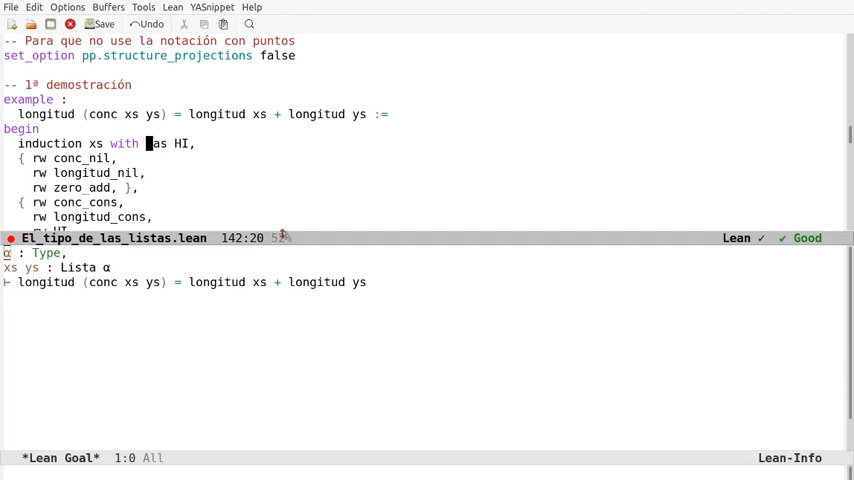 File Edit Options Buffers Tools Lean YASnippet Help
Save Undo
-- Para que no use la notación con puntos
set_option pp.structure_projections false
-- 1ª demostración
example :
longitud (conc xs ys) = longitud xs + longitud ys :=
begin
induction xs with as HI,
{ rw conc_nil,
rw longitud_nil,
rw zero_add, },
{ rw conc_cons,
rw longitud_cons,
rw HI
El_tipo_de_las_listas.lean 142:20 52% Lean ✓ ✔ Good
α : Type,
xs ys : Lista α
⊢ longitud (conc xs ys) = longitud xs + longitud ys
*Lean Goal* 1:0 All Lean-Info